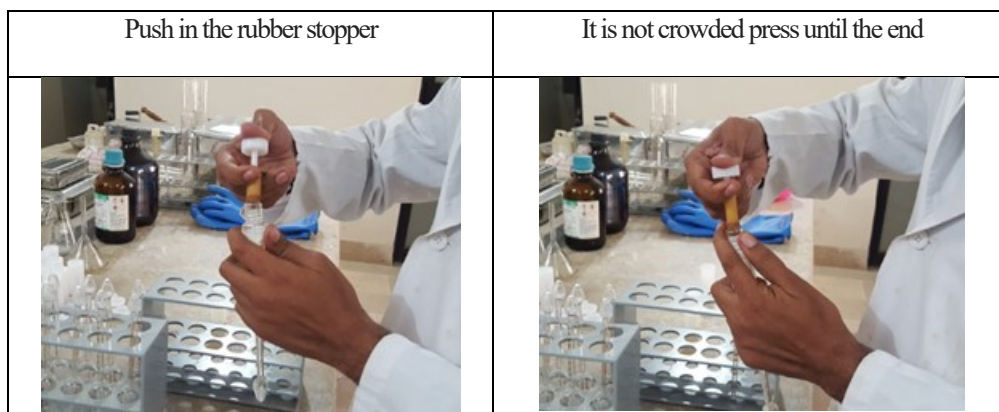 Push in the rubber stopper
It is not crowded press until the end